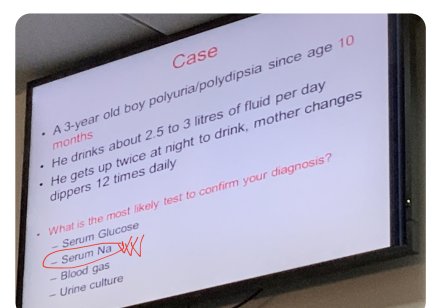 Case
• A 3-year old boy polyuria/polydipsia since age 10
months
• He drinks about 2.5 to 3 litres of fluid per day
• He gets up twice at night to drink, mother changes
dippers 12 times daily
• What is the most likely test to confirm your diagnosis?
– Serum Glucose
– Serum Na
– Blood gas
– Urine culture